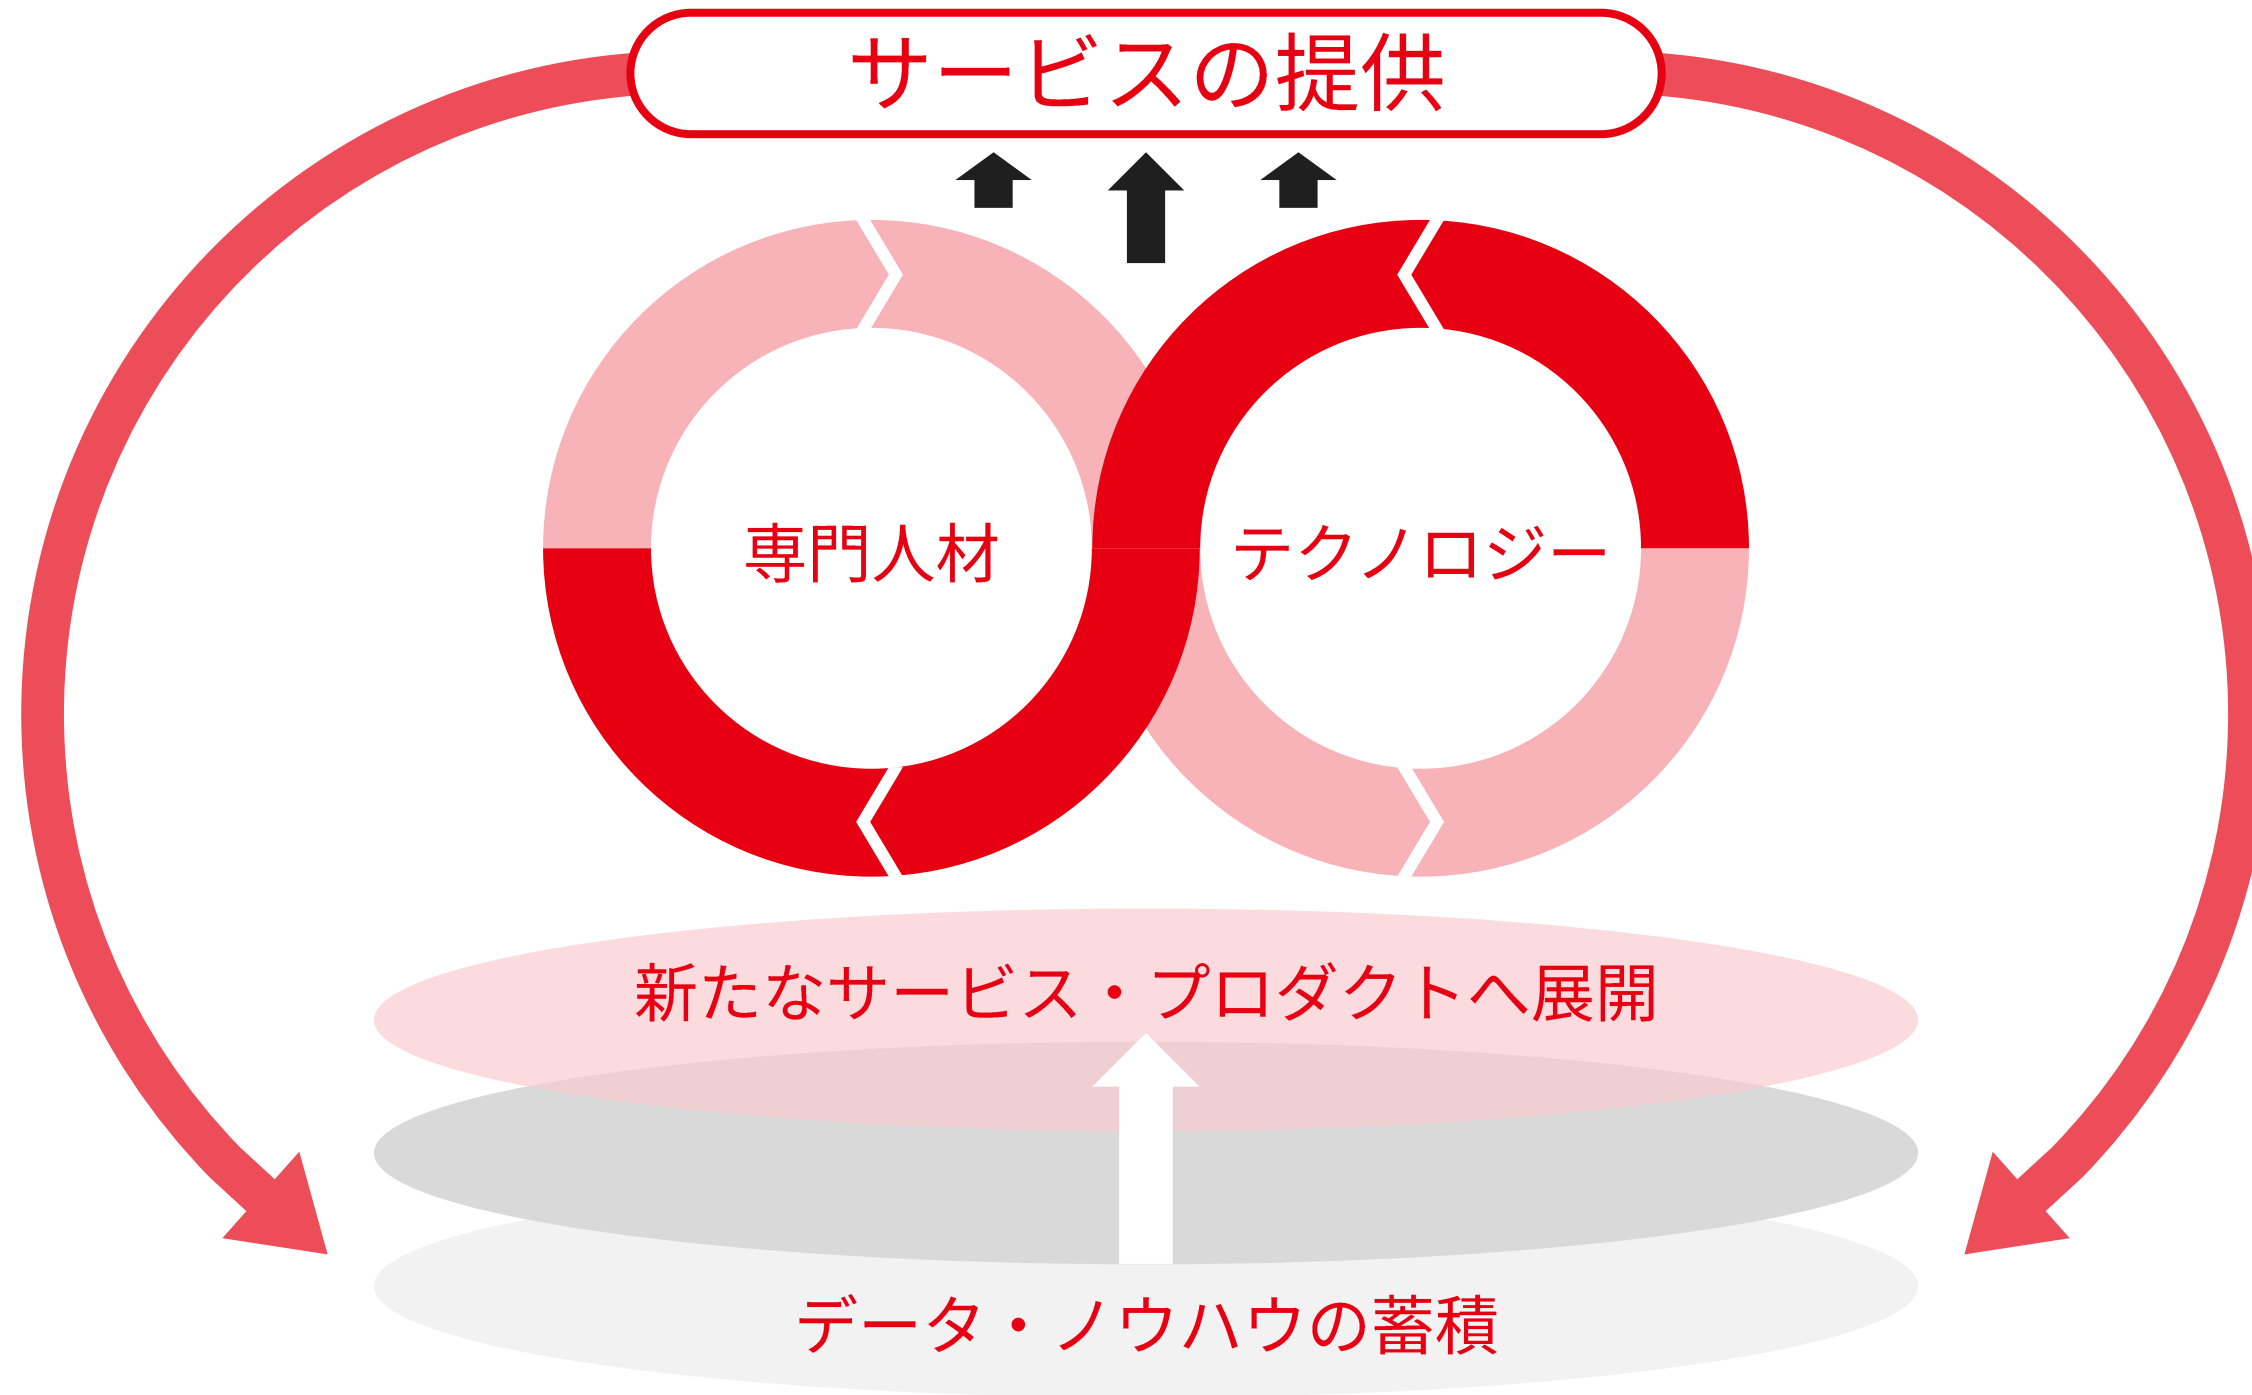 サービスの提供
専門人材
テクノロジー
新たなサービス・プロダクトへ展開
データ・ノウハウの蓄積